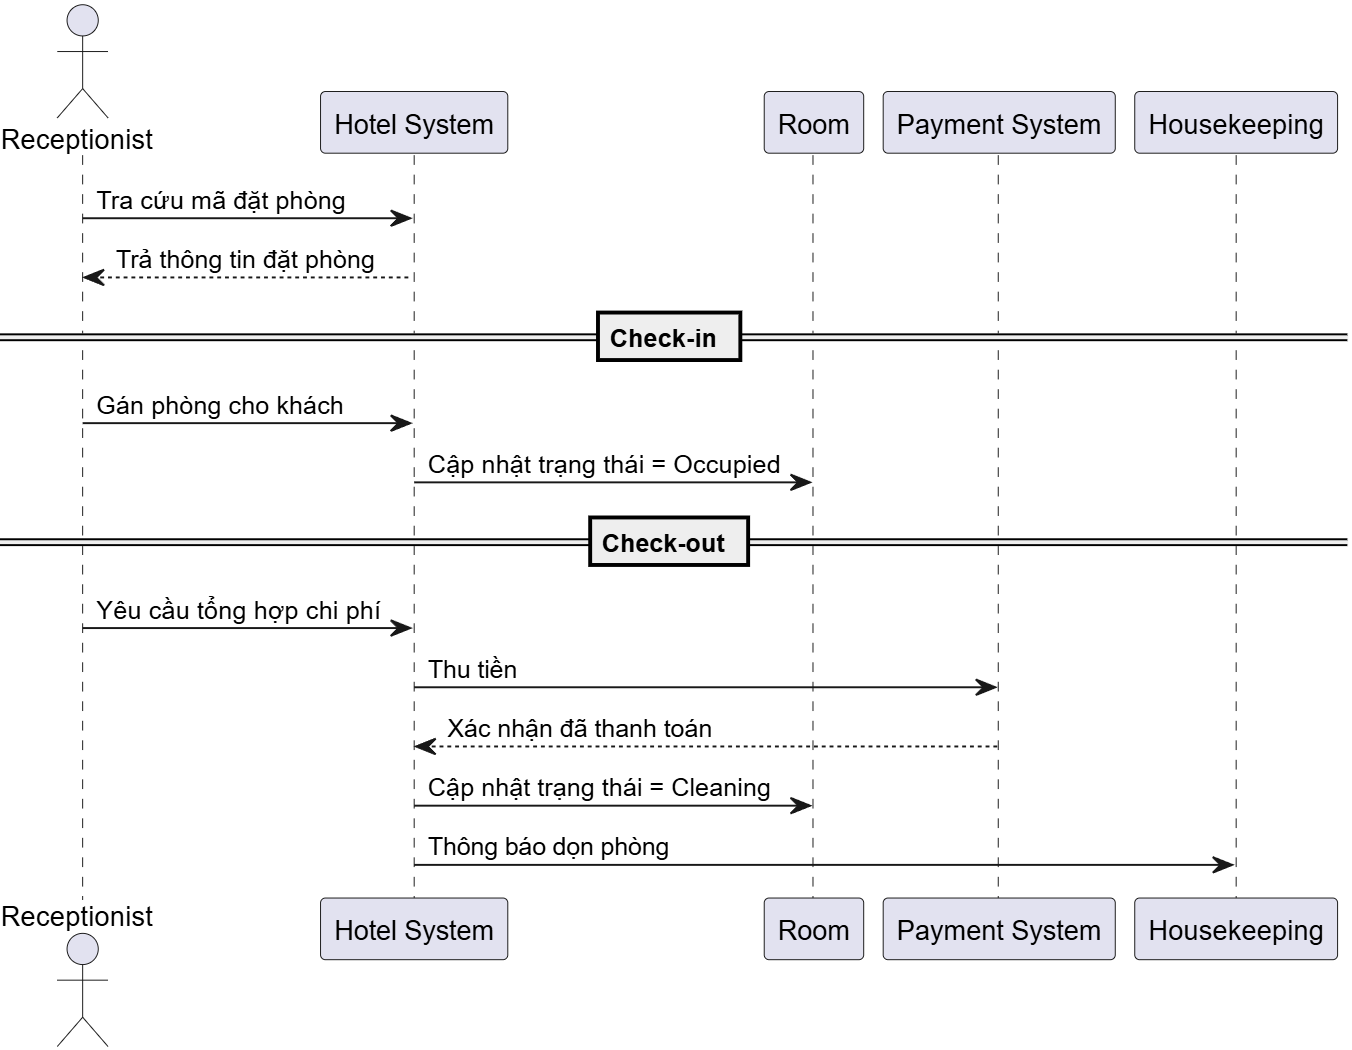 Receptionist
Hotel System
Room
Payment System
Housekeeping
Tra cứu mã đặt phòng
Trả thông tin đặt phòng
Check-in
Gán phòng cho khách
Cập nhật trạng thái = Occupied
Check-out
Yêu cầu tổng hợp chi phí
Thu tiền
Xác nhận đã thanh toán
Cập nhật trạng thái = Cleaning
Thông báo dọn phòng
Receptionist
Hotel System
Room
Payment System
Housekeeping